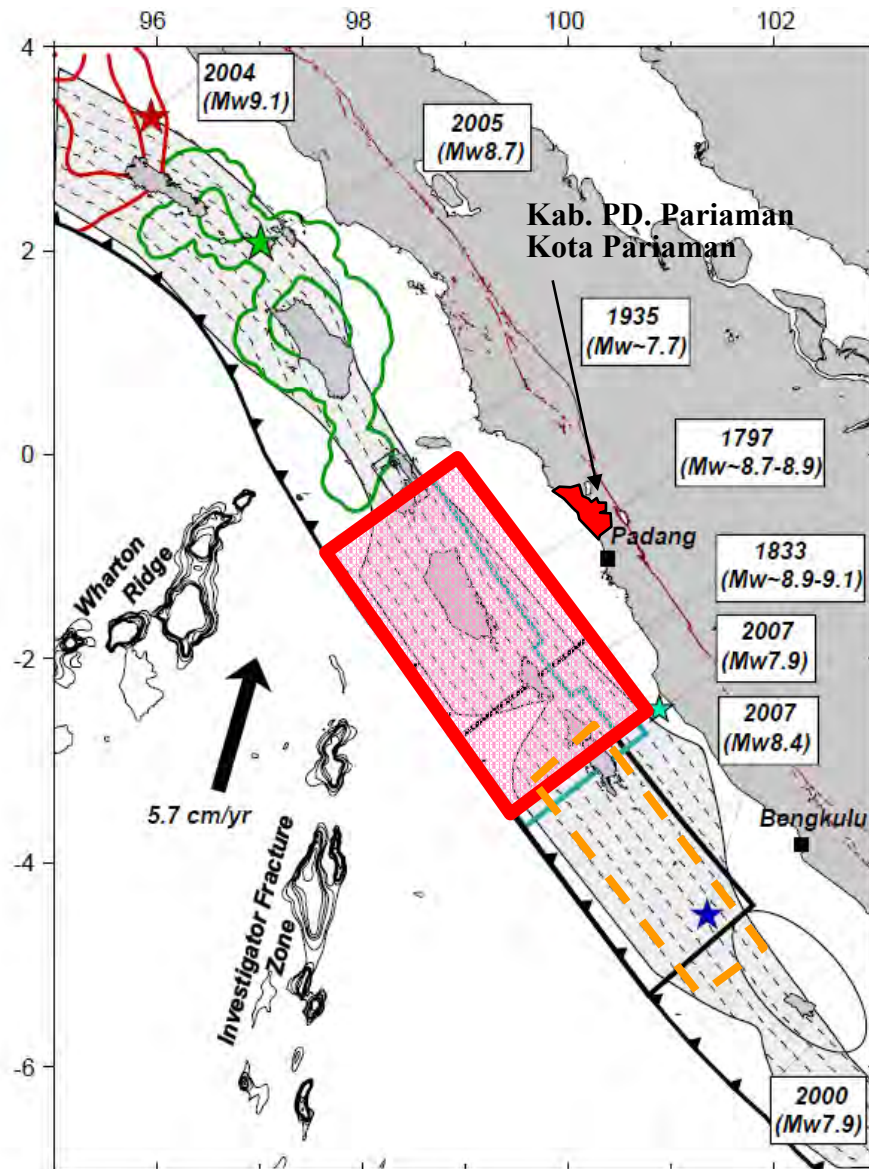 96
98
100
102
4
2004
(Mw9.1)
2005
(Mw8.7)
Kab. PD. Pariaman
Kota Pariaman
2
1935
(Mw~7.7)
0
1797
(Mw~8.7-8.9)
Padang
1833
(Mw~8.9-9.1)
Wharton
Ridge
2007
(Mw7.9)
-2
2007
(Mw8.4)
5.7 cm/yr
Bengkulu
-4
Investigator Fracture
Zone
-6
2000
(Mw7.9)